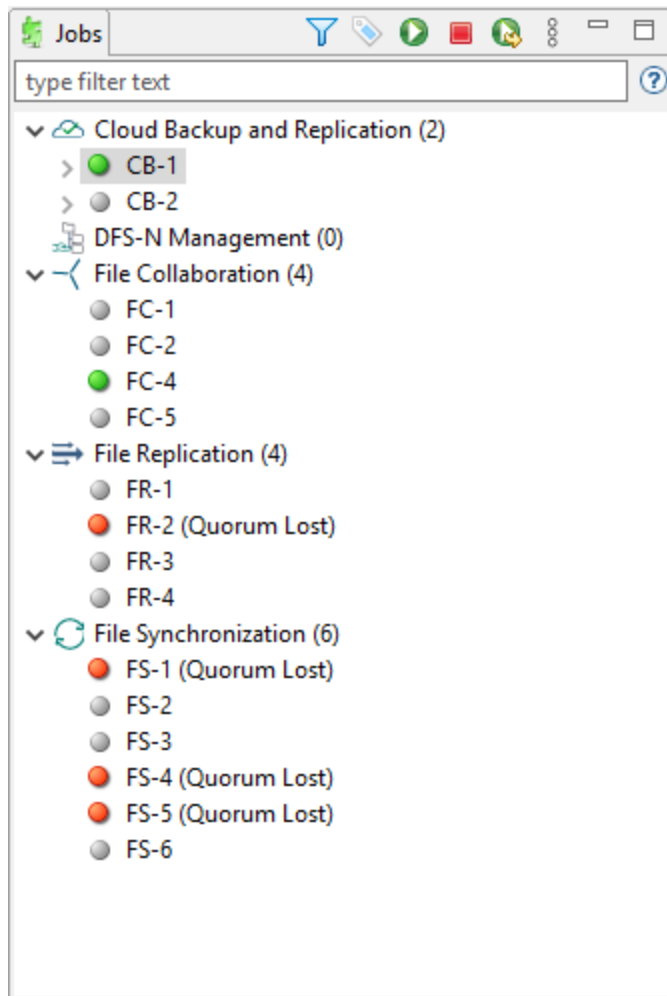 Jobs
type filter text
Cloud Backup and Replication (2)
CB-1
CB-2
DFS-N Management (0)
File Collaboration (4)
FC-1
FC-2
FC-4
FC-5
File Replication (4)
FR-1
FR-2 (Quorum Lost)
FR-3
FR-4
File Synchronization (6)
FS-1 (Quorum Lost)
FS-2
FS-3
FS-4 (Quorum Lost)
FS-5 (Quorum Lost)
FS-6